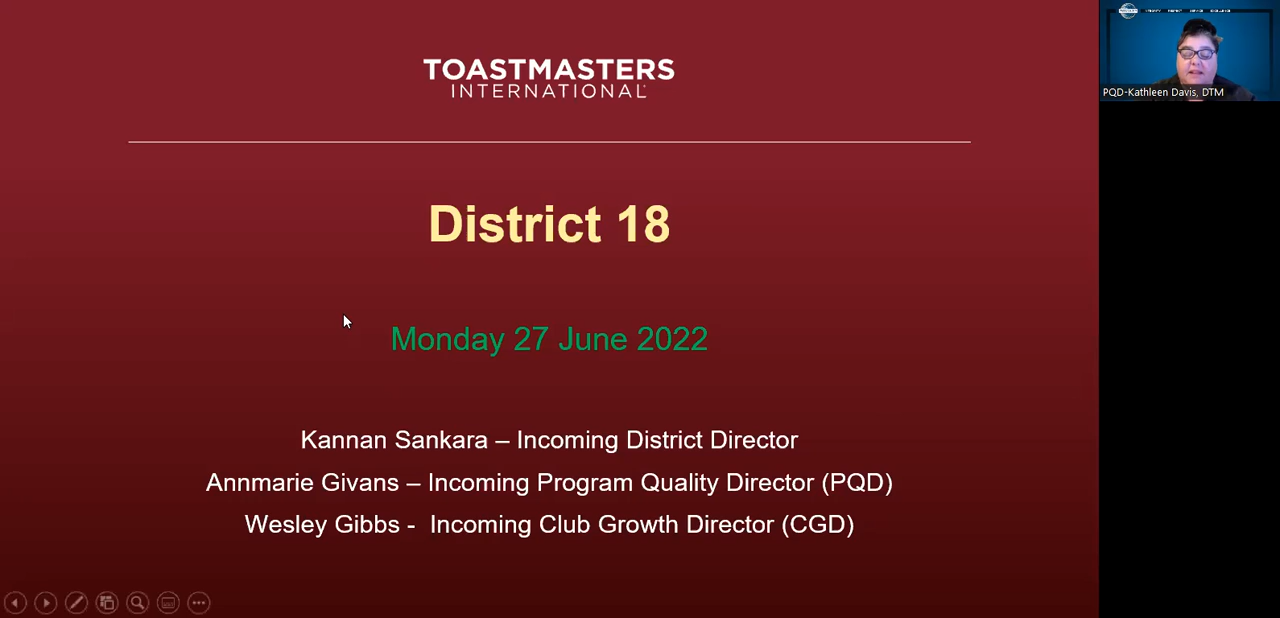 TOASTMASTERS
INTERNATIONAL
District 18
Monday 27 June 2022
Kannan Sankara – Incoming District Director
Annmarie Givans – Incoming Program Quality Director (PQD)
Wesley Gibbs - Incoming Club Growth Director (CGD)
PQD-Kathleen Davis, DTM